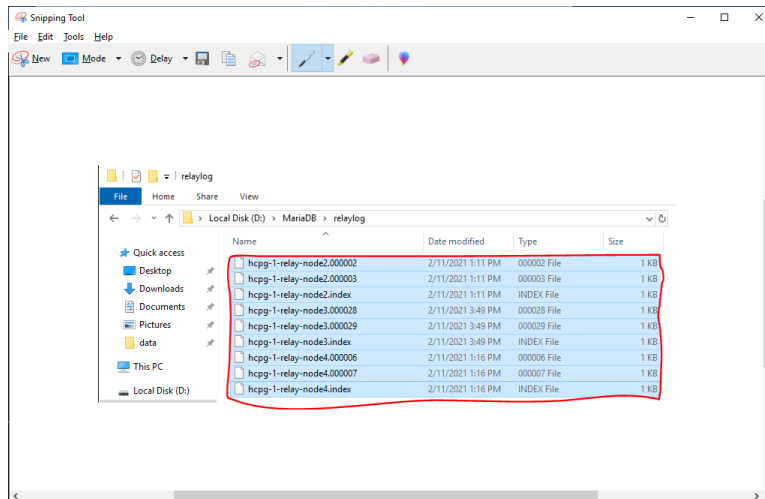 Snipping Tool
File Edit Tools Help
New Mode Delay
relaylog
File Home Share View
Local Disk (D:) > MariaDB > relaylog
Name Date modified Type Size
Quick access
Desktop
Downloads
Documents
Pictures
data
This PC
Local Disk (D:)
hcpg-1-relay-node2.000002 2/11/2021 1:11 PM 000002 File 1 KB
hcpg-1-relay-node2.000003 2/11/2021 1:11 PM 000003 File 1 KB
hcpg-1-relay-node2.index 2/11/2021 1:11 PM INDEX File 1 KB
hcpg-1-relay-node3.000028 2/11/2021 3:49 PM 000028 File 1 KB
hcpg-1-relay-node3.000029 2/11/2021 3:49 PM 000029 File 1 KB
hcpg-1-relay-node3.index 2/11/2021 3:49 PM INDEX File 1 KB
hcpg-1-relay-node4.000006 2/11/2021 1:16 PM 000006 File 1 KB
hcpg-1-relay-node4.000007 2/11/2021 1:16 PM 000007 File 1 KB
hcpg-1-relay-node4.index 2/11/2021 1:16 PM INDEX File 1 KB